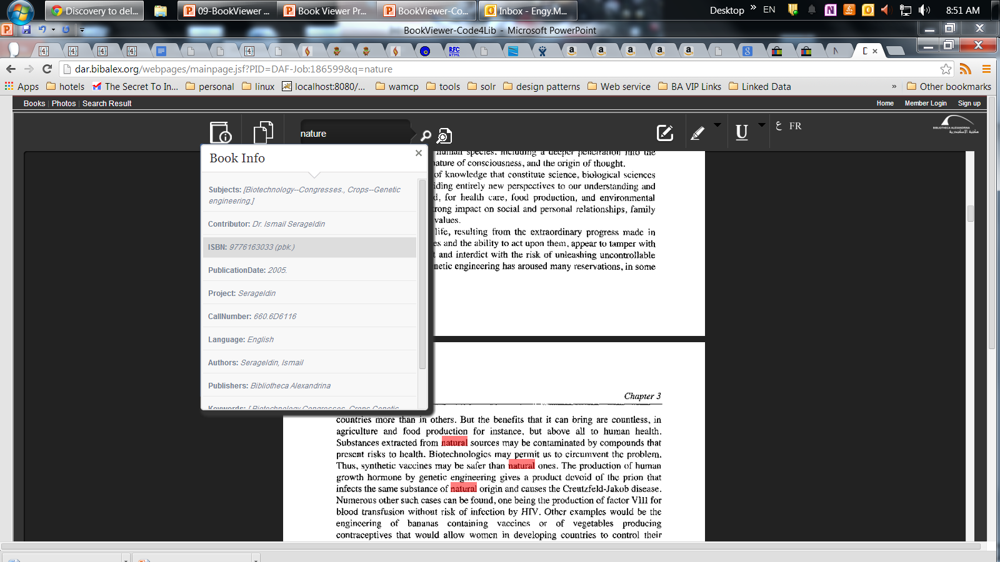 Discovery to del...
09-BookViewer ...
Book Viewer Pr...
BookViewer-Co...
Inbox - Engy.M...
Desktop
»
EN
8:51 AM
BookViewer-Code4Lib - Microsoft PowerPoint
dar.bibalex.org/webpages/mainpage.jsf?PID=DAF-Job:186599&q=nature
Apps
hotels
The Secret To In...
personal
linux
localhost:8080/...
wamcp
tools
solr
design patterns
Web service
BA VIP Links
Linked Data
»
Other bookmarks
Books | Photos | Search Result
Home
Member Login
Sign up
nature
U
ع
FR
BIBLIOTHECA ALEXANDRINA
مكتبة الإسكندرية
Book Info
Subjects: [Biotechnology--Congresses., Crops--Genetic
engineering.]
Contributor: Dr. Ismail Serageldin
ISBN: 9776163033 (pbk.)
PublicationDate: 2005.
Project: Serageldin
CallNumber: 660.6D6116
Language: English
Authors: Serageldin, Ismail
Publishers: Bibliotheca Alexandrina
Keywords: [ Biotechnology Congresses, Crops Genetic
human species, including a deeper penetration into the
nature of consciousness, and the origin of thought.
of knowledge that constitute science, biological sciences
iding entirely new perspectives to our understanding and
d, for health care, food production, and environmental
rong impact on social and personal relationships, family
values.
life, resulting from the extraordinary progress made in
es and the ability to act upon them, appear to tamper with
t and interdict with the risk of unleashing uncontrollable
netic engineering has aroused many reservations, in some
Chapter 3
countries more than in others. But the benefits that it can bring are countless, in
agriculture and food production for instance, but above all to human health.
Substances extracted from natural sources may be contaminated by compounds that
present risks to health. Biotechnologies may permit us to circumvent the problem.
Thus, synthetic vaccines may be safer than natural ones. The production of human
growth hormone by genetic engineering gives a product devoid of the prion that
infects the same substance of natural origin and causes the Creutzfeld-Jakob disease.
Numerous other such cases can be found, one being the production of factor VIII for
blood transfusion without risk of infection by HIV. Other examples would be the
engineering of bananas containing vaccines or of vegetables producing
contraceptives that would allow women in developing countries to control their